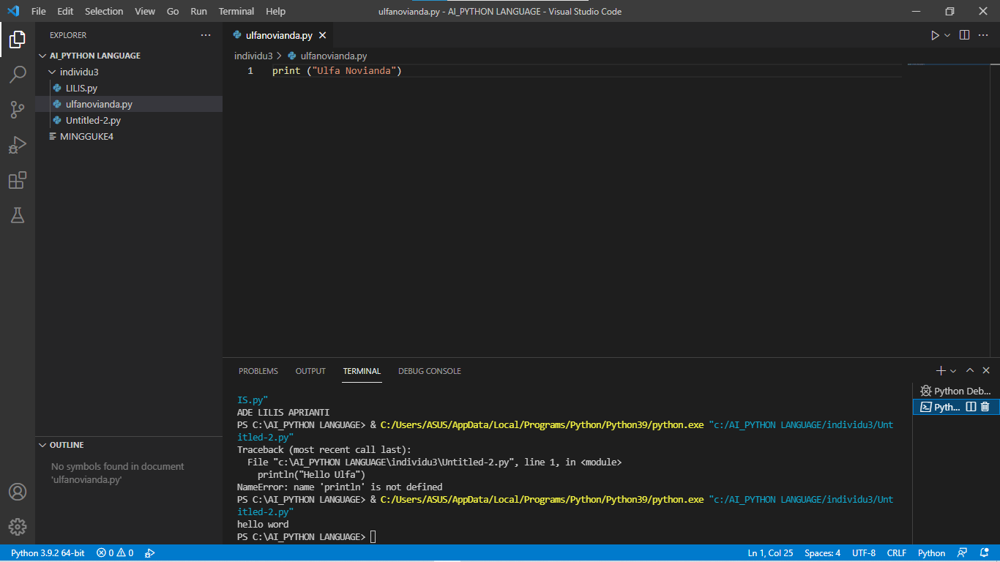 File Edit Selection View Go Run Terminal Help
ulfanovianda.py - AI_PYTHON LANGUAGE - Visual Studio Code
EXPLORER
AI_PYTHON LANGUAGE
individu3
LILIS.py
ulfanovianda.py
Untitled-2.py
MINGGUKE4
OUTLINE
No symbols found in document
'ulfanovianda.py'
ulfanovianda.py
individu3 > ulfanovianda.py
1 print ("Ulfa Novianda")
PROBLEMS OUTPUT TERMINAL DEBUG CONSOLE
IS.py"
ADE LILIS APRIANTI
PS C:\AI_PYTHON LANGUAGE> & C:/Users/ASUS/AppData/Local/Programs/Python/Python39/python.exe "c:/AI_PYTHON LANGUAGE/individu3/Unt
itled-2.py"
Traceback (most recent call last):
  File "c:\AI_PYTHON LANGUAGE\individu3\Untitled-2.py", line 1, in <module>
    println("Hello Ulfa")
NameError: name 'println' is not defined
PS C:\AI_PYTHON LANGUAGE> & C:/Users/ASUS/AppData/Local/Programs/Python/Python39/python.exe "c:/AI_PYTHON LANGUAGE/individu3/Unt
itled-2.py"
hello word
PS C:\AI_PYTHON LANGUAGE>
Python Deb...
Pyth...
Python 3.9.2 64-bit 0 0 Ln 1, Col 25 Spaces: 4 UTF-8 CRLF Python